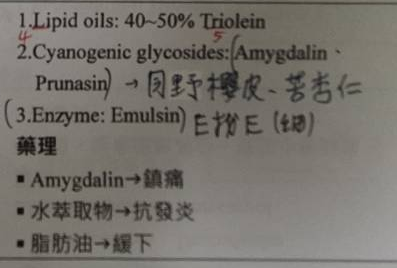 1.Lipid oils: 40~50% Triolein
4 5
2.Cyanogenic glycosides:(Amygdalin、
Prunasin) → 同野櫻皮、苦杏仁
(3.Enzyme: Emulsin) E粉E(細)
藥理
▪ Amygdalin→鎮痛
▪ 水萃取物→抗發炎
▪ 脂肪油→緩下